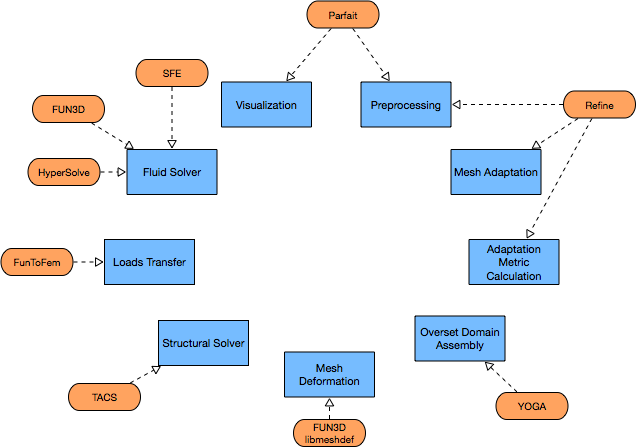 Parfait
SFE
Visualization
Preprocessing
FUN3D
Refine
HyperSolve
Fluid Solver
Mesh Adaptation
FunToFem
Loads Transfer
Adaptation
Metric
Calculation
Structural Solver
Overset Domain
Assembly
Mesh
Deformation
TACS
YOGA
FUN3D
libmeshdef